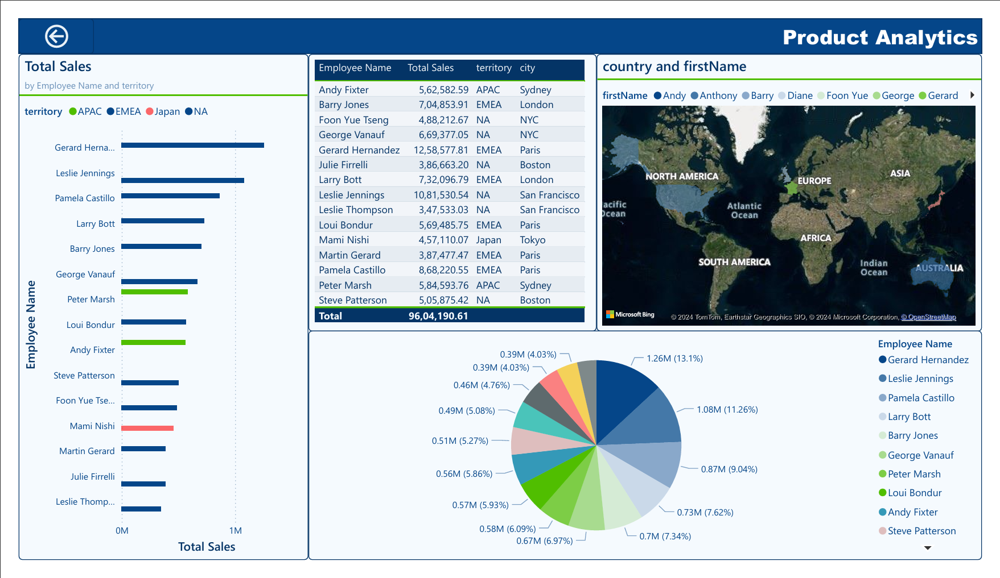 Product Analytics
Total Sales
by Employee Name and territory
territory APAC EMEA Japan NA
Employee Name
Gerard Herna...
Leslie Jennings
Pamela Castillo
Larry Bott
Barry Jones
George Vanauf
Peter Marsh
Loui Bondur
Andy Fixter
Steve Patterson
Foon Yue Tse...
Mami Nishi
Martin Gerard
Julie Firrelli
Leslie Thomp...
0M 1M
Total Sales
Employee Name Total Sales territory city
Andy Fixter 5,62,582.59 APAC Sydney
Barry Jones 7,04,853.91 EMEA London
Foon Yue Tseng 4,88,212.67 NA NYC
George Vanauf 6,69,377.05 NA NYC
Gerard Hernandez 12,58,577.81 EMEA Paris
Julie Firrelli 3,86,663.20 NA Boston
Larry Bott 7,32,096.79 EMEA London
Leslie Jennings 10,81,530.54 NA San Francisco
Leslie Thompson 3,47,533.03 NA San Francisco
Loui Bondur 5,69,485.75 EMEA Paris
Mami Nishi 4,57,110.07 Japan Tokyo
Martin Gerard 3,87,477.47 EMEA Paris
Pamela Castillo 8,68,220.55 EMEA Paris
Peter Marsh 5,84,593.76 APAC Sydney
Steve Patterson 5,05,875.42 NA Boston
Total 96,04,190.61
country and firstName
firstName Andy Anthony Barry Diane Foon Yue George Gerard
NORTH AMERICA
EUROPE
ASIA
acific
Ocean
Atlantic
Ocean
AFRICA
SOUTH AMERICA
Indian
Ocean
AUSTRALIA
Microsoft Bing
© 2024 TomTom, Earthstar Geographics SIO, © 2024 Microsoft Corporation, © OpenStreetMap
0.39M (4.03%)
0.39M (4.03%)
0.46M (4.76%)
0.49M (5.08%)
0.51M (5.27%)
0.56M (5.86%)
0.57M (5.93%)
0.58M (6.09%)
0.67M (6.97%)
1.26M (13.1%)
1.08M (11.26%)
0.87M (9.04%)
0.73M (7.62%)
0.7M (7.34%)
Employee Name
Gerard Hernandez
Leslie Jennings
Pamela Castillo
Larry Bott
Barry Jones
George Vanauf
Peter Marsh
Loui Bondur
Andy Fixter
Steve Patterson